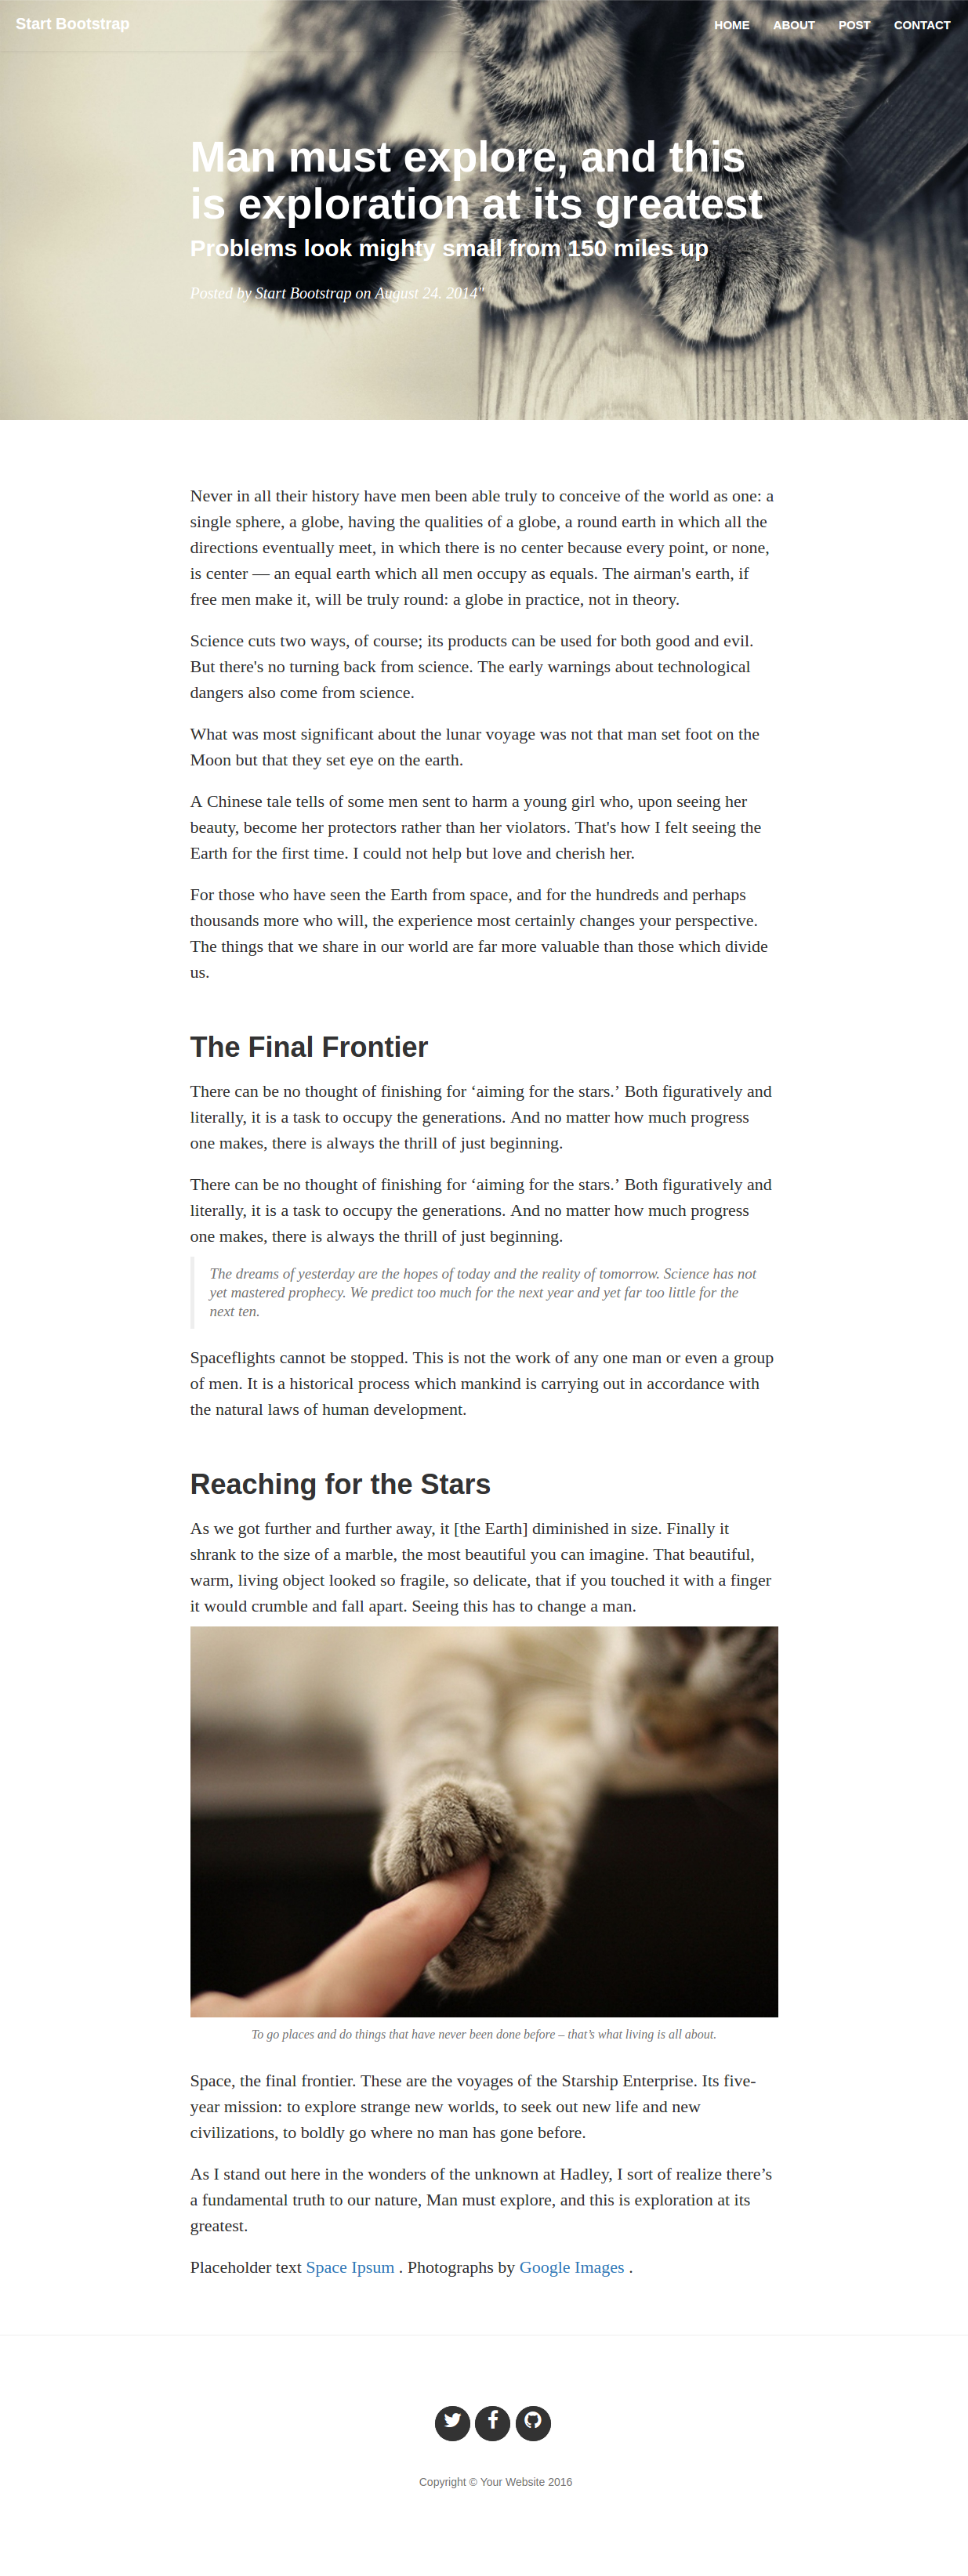 Start Bootstrap
HOME ABOUT POST CONTACT
Man must explore, and this
is exploration at its greatest
Problems look mighty small from 150 miles up
Posted by Start Bootstrap on August 24. 2014"
Never in all their history have men been able truly to conceive of the world as one: a
single sphere, a globe, having the qualities of a globe, a round earth in which all the
directions eventually meet, in which there is no center because every point, or none,
is center — an equal earth which all men occupy as equals. The airman's earth, if
free men make it, will be truly round: a globe in practice, not in theory.
Science cuts two ways, of course; its products can be used for both good and evil.
But there's no turning back from science. The early warnings about technological
dangers also come from science.
What was most significant about the lunar voyage was not that man set foot on the
Moon but that they set eye on the earth.
A Chinese tale tells of some men sent to harm a young girl who, upon seeing her
beauty, become her protectors rather than her violators. That's how I felt seeing the
Earth for the first time. I could not help but love and cherish her.
For those who have seen the Earth from space, and for the hundreds and perhaps
thousands more who will, the experience most certainly changes your perspective.
The things that we share in our world are far more valuable than those which divide
us.
The Final Frontier
There can be no thought of finishing for ‘aiming for the stars.’ Both figuratively and
literally, it is a task to occupy the generations. And no matter how much progress
one makes, there is always the thrill of just beginning.
There can be no thought of finishing for ‘aiming for the stars.’ Both figuratively and
literally, it is a task to occupy the generations. And no matter how much progress
one makes, there is always the thrill of just beginning.
The dreams of yesterday are the hopes of today and the reality of tomorrow. Science has not
yet mastered prophecy. We predict too much for the next year and yet far too little for the
next ten.
Spaceflights cannot be stopped. This is not the work of any one man or even a group
of men. It is a historical process which mankind is carrying out in accordance with
the natural laws of human development.
Reaching for the Stars
As we got further and further away, it [the Earth] diminished in size. Finally it
shrank to the size of a marble, the most beautiful you can imagine. That beautiful,
warm, living object looked so fragile, so delicate, that if you touched it with a finger
it would crumble and fall apart. Seeing this has to change a man.
To go places and do things that have never been done before – that’s what living is all about.
Space, the final frontier. These are the voyages of the Starship Enterprise. Its five-
year mission: to explore strange new worlds, to seek out new life and new
civilizations, to boldly go where no man has gone before.
As I stand out here in the wonders of the unknown at Hadley, I sort of realize there’s
a fundamental truth to our nature, Man must explore, and this is exploration at its
greatest.
Placeholder text Space Ipsum . Photographs by Google Images .
Copyright © Your Website 2016